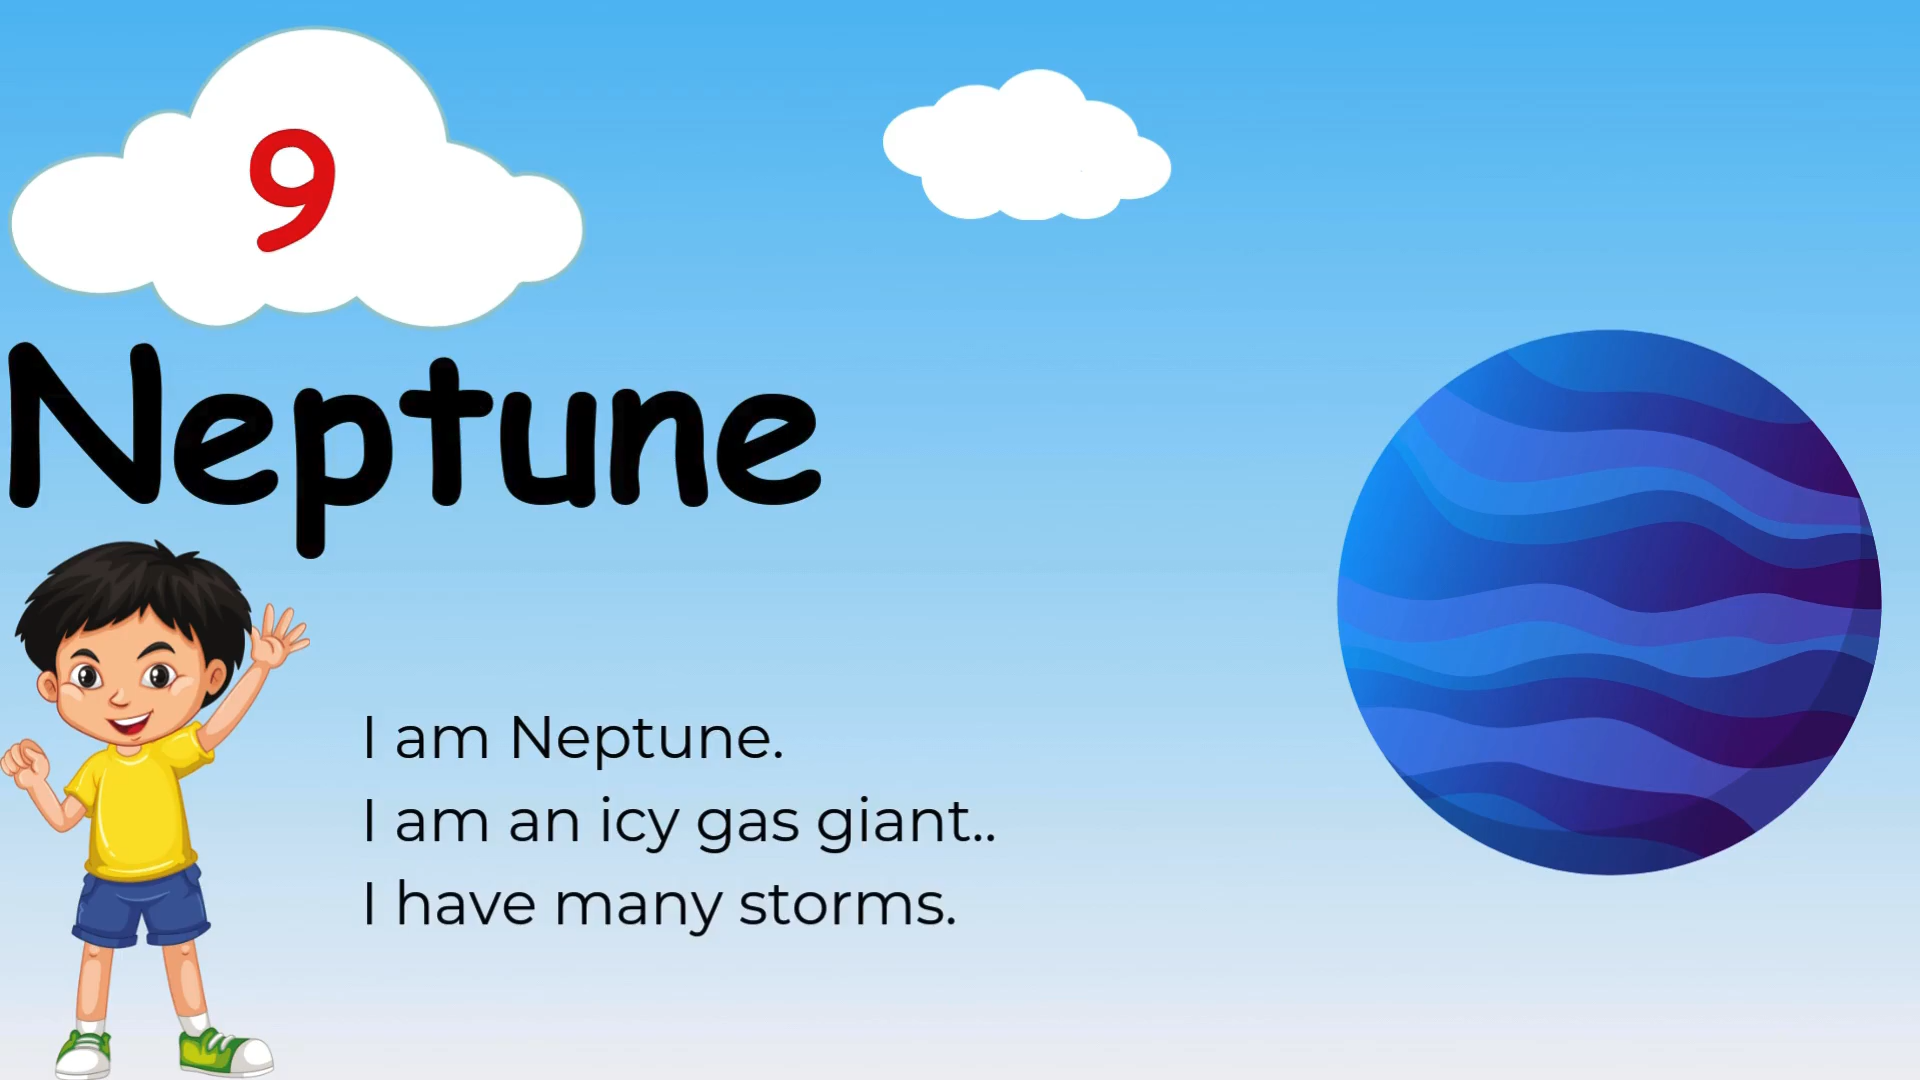 9
Neptune
I am Neptune.
I am an icy gas giant..
I have many storms.